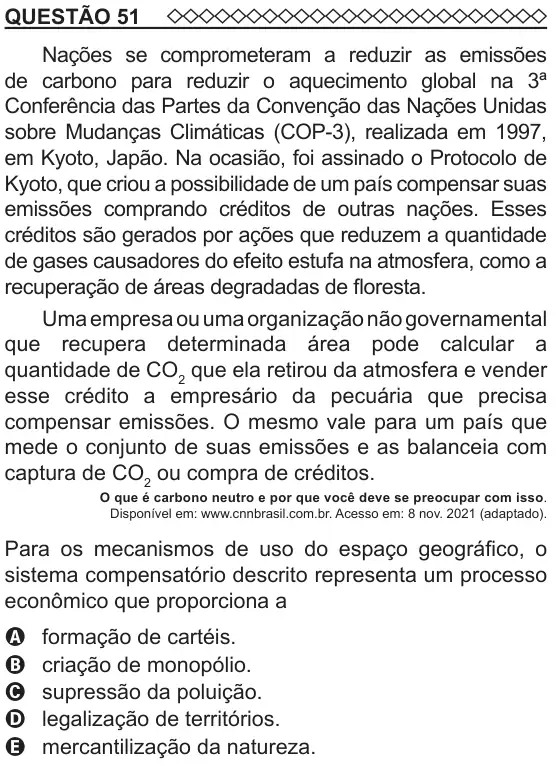 QUESTÃO 51
Nações se comprometeram a reduzir as emissões
de carbono para reduzir o aquecimento global na 3ª
Conferência das Partes da Convenção das Nações Unidas
sobre Mudanças Climáticas (COP-3), realizada em 1997,
em Kyoto, Japão. Na ocasião, foi assinado o Protocolo de
Kyoto, que criou a possibilidade de um país compensar suas
emissões comprando créditos de outras nações. Esses
créditos são gerados por ações que reduzem a quantidade
de gases causadores do efeito estufa na atmosfera, como a
recuperação de áreas degradadas de floresta.
Uma empresa ou uma organização não governamental
que recupera determinada área pode calcular a
quantidade de CO₂ que ela retirou da atmosfera e vender
esse crédito a empresário da pecuária que precisa
compensar emissões. O mesmo vale para um país que
mede o conjunto de suas emissões e as balanceia com
captura de CO₂ ou compra de créditos.
O que é carbono neutro e por que você deve se preocupar com isso.
Disponível em: www.cnnbrasil.com.br. Acesso em: 8 nov. 2021 (adaptado).
Para os mecanismos de uso do espaço geográfico, o
sistema compensatório descrito representa um processo
econômico que proporciona a
A formação de cartéis.
B criação de monopólio.
C supressão da poluição.
D legalização de territórios.
E mercantilização da natureza.